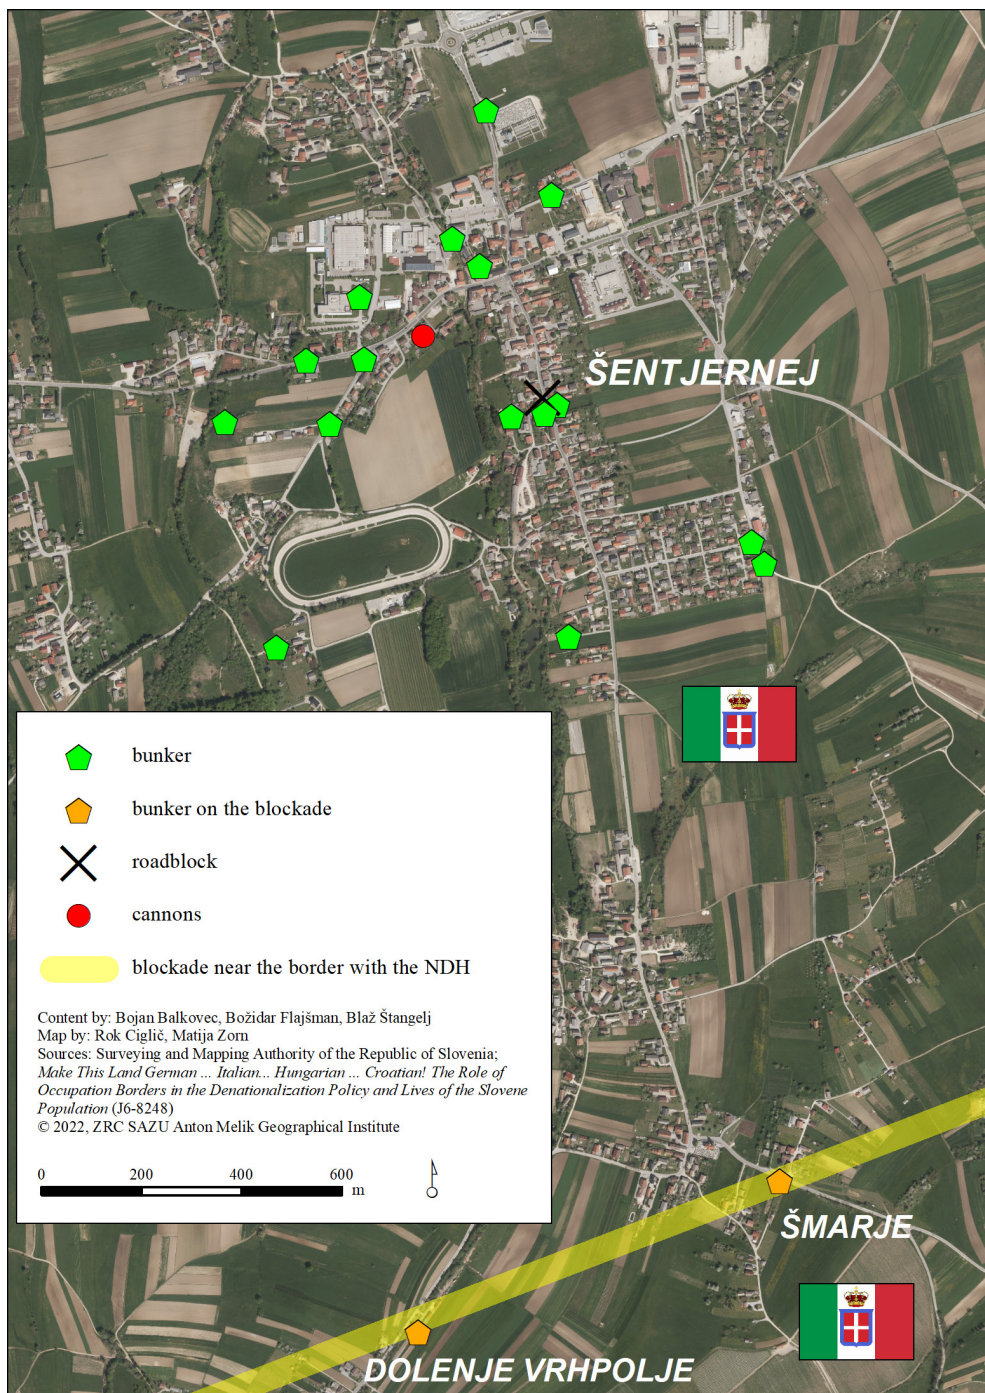 ŠENTJERNEJ
bunker
bunker on the blockade
roadblock
cannons
blockade near the border with the NDH
Content by: Bojan Balkovec, Božidar Flajšman, Blaž Štangelj
Map by: Rok Ciglič, Matija Zorn
Sources: Surveying and Mapping Authority of the Republic of Slovenia;
Make This Land German ... Italian... Hungarian ... Croatian! The Role of
Occupation Borders in the Denationalization Policy and Lives of the Slovene
Population (J6-8248)
© 2022, ZRC SAZU Anton Melik Geographical Institute
0 200 400 600
m
ŠMARJE
DOLENJE VRHPOLJE